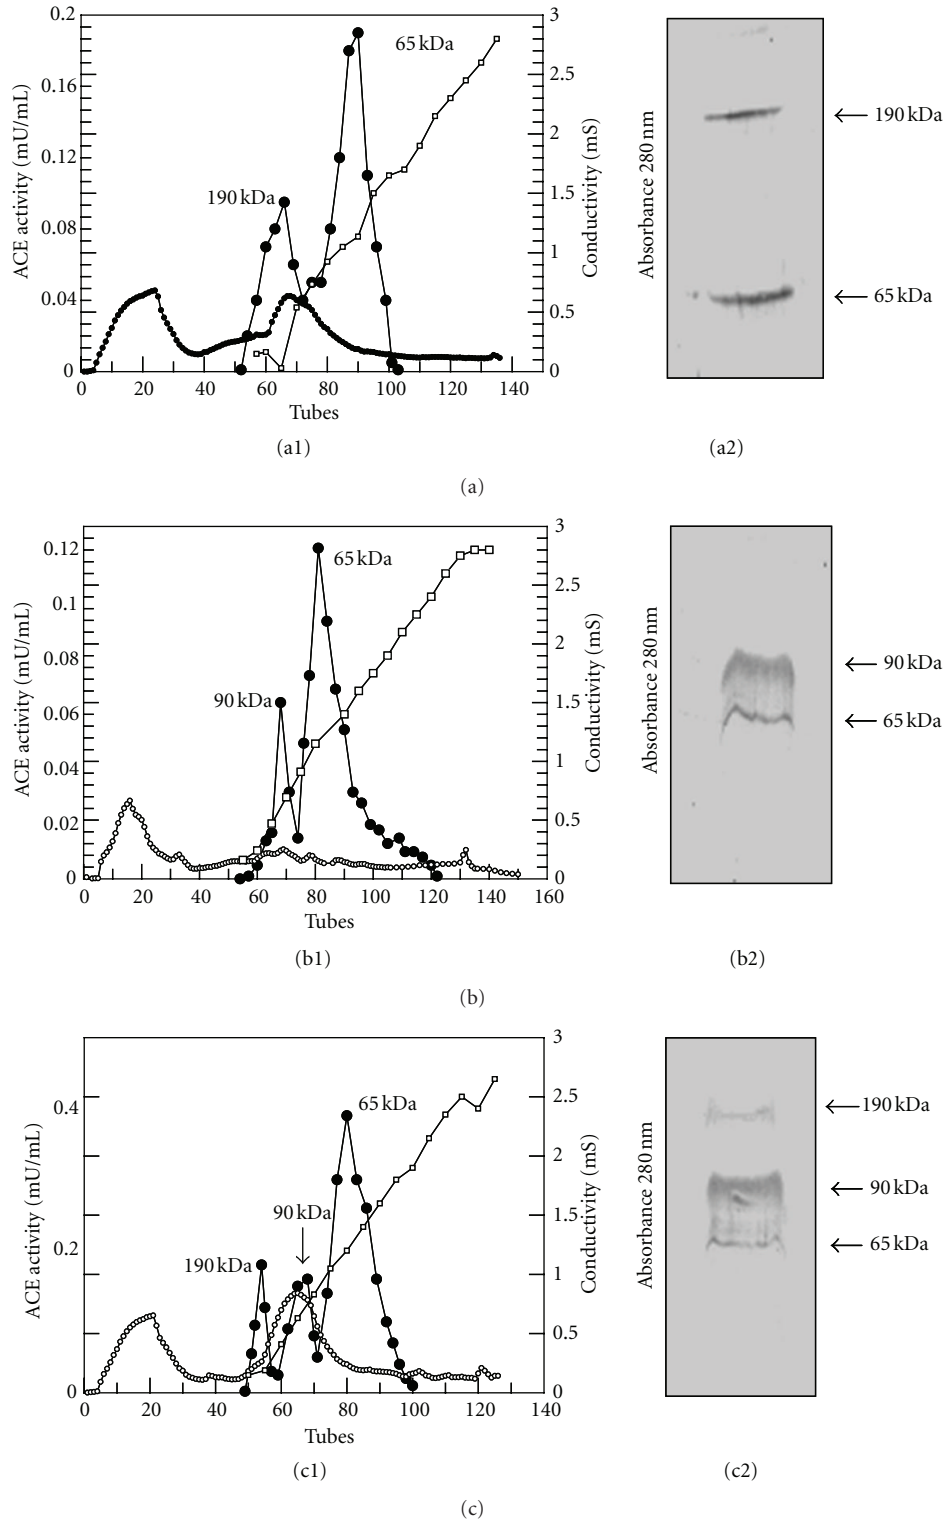 0.2
0.16
0.12
0.08
0.04
0
ACE activity (mU/mL)
3
2.5
2
1.5
1
0.5
0
Conductivity (mS)
Absorbance 280 nm
65 kDa
190 kDa
0 20 40 60 80 100 120 140
Tubes
(a1)
190 kDa
65 kDa
(a2)
(a)
0.12
0.1
0.08
0.06
0.04
0.02
0
ACE activity (mU/mL)
3
2.5
2
1.5
1
0.5
0
Conductivity (mS)
Absorbance 280 nm
65 kDa
90 kDa
0 20 40 60 80 100 120 140 160
Tubes
(b1)
90 kDa
65 kDa
(b2)
(b)
0.4
0.2
0
ACE activity (mU/mL)
3
2.5
2
1.5
1
0.5
0
Conductivity (mS)
Absorbance 280 nm
65 kDa
90 kDa
190 kDa
0 20 40 60 80 100 120 140
Tubes
(c1)
190 kDa
90 kDa
65 kDa
(c2)
(c)